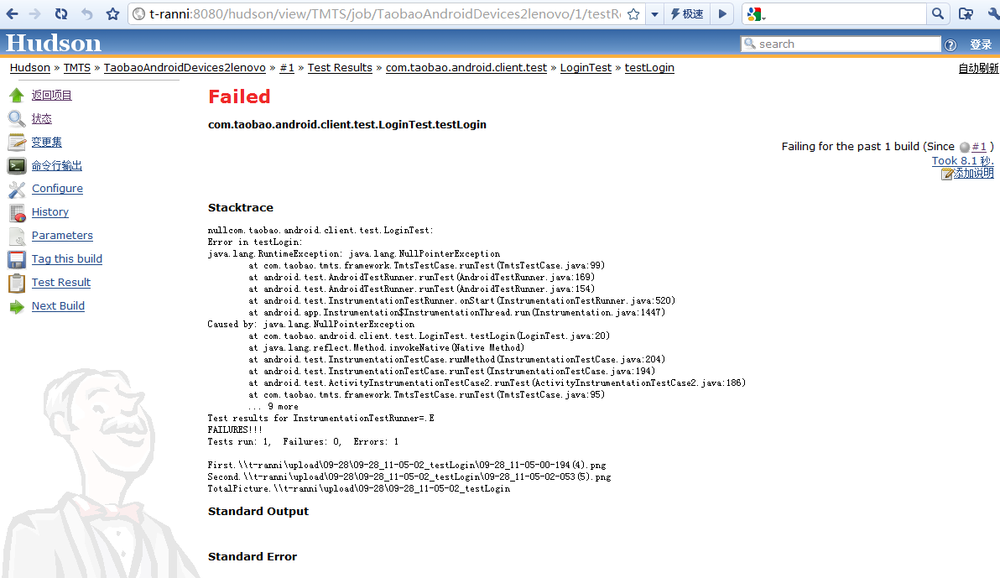 t-ranni:8080/hudson/view/TMTS/job/TaobaoAndroidDevices2lenovo/1/testR 极速
Hudson search 登录
Hudson » TMTS » TaobaoAndroidDevices2lenovo » #1 » Test Results » com.taobao.android.client.test » LoginTest » testLogin 自动刷新
返回项目
状态
变更集
命令行输出
Configure
History
Parameters
Tag this build
Test Result
Next Build
Failed
com.taobao.android.client.test.LoginTest.testLogin
Failing for the past 1 build (Since #1 )
Took 8.1 秒.
添加说明
Stacktrace
nullcom.taobao.android.client.test.LoginTest:
Error in testLogin:
java.lang.RuntimeException: java.lang.NullPointerException
at com.taobao.tmts.framework.TmtsTestCase.runTest(TmtsTestCase.java:99)
at android.test.AndroidTestRunner.runTest(AndroidTestRunner.java:169)
at android.test.AndroidTestRunner.runTest(AndroidTestRunner.java:154)
at android.test.InstrumentationTestRunner.onStart(InstrumentationTestRunner.java:520)
at android.app.Instrumentation$InstrumentationThread.run(Instrumentation.java:1447)
Caused by: java.lang.NullPointerException
at com.taobao.android.client.test.LoginTest.testLogin(LoginTest.java:20)
at java.lang.reflect.Method.invokeNative(Native Method)
at android.test.InstrumentationTestCase.runMethod(InstrumentationTestCase.java:204)
at android.test.InstrumentationTestCase.runTest(InstrumentationTestCase.java:194)
at android.test.ActivityInstrumentationTestCase2.runTest(ActivityInstrumentationTestCase2.java:186)
at com.taobao.tmts.framework.TmtsTestCase.runTest(TmtsTestCase.java:95)
... 9 more
Test results for InstrumentationTestRunner=.E
FAILURES!!!
Tests run: 1,  Failures: 0,  Errors: 1
First.\\t-ranni\upload\09-28\09-28_11-05-02_testLogin\09-28_11-05-00-194(4).png
Second.\\t-ranni\upload\09-28\09-28_11-05-02_testLogin\09-28_11-05-02-053(5).png
TotalPicture.\\t-ranni\upload\09-28\09-28_11-05-02_testLogin
Standard Output
Standard Error